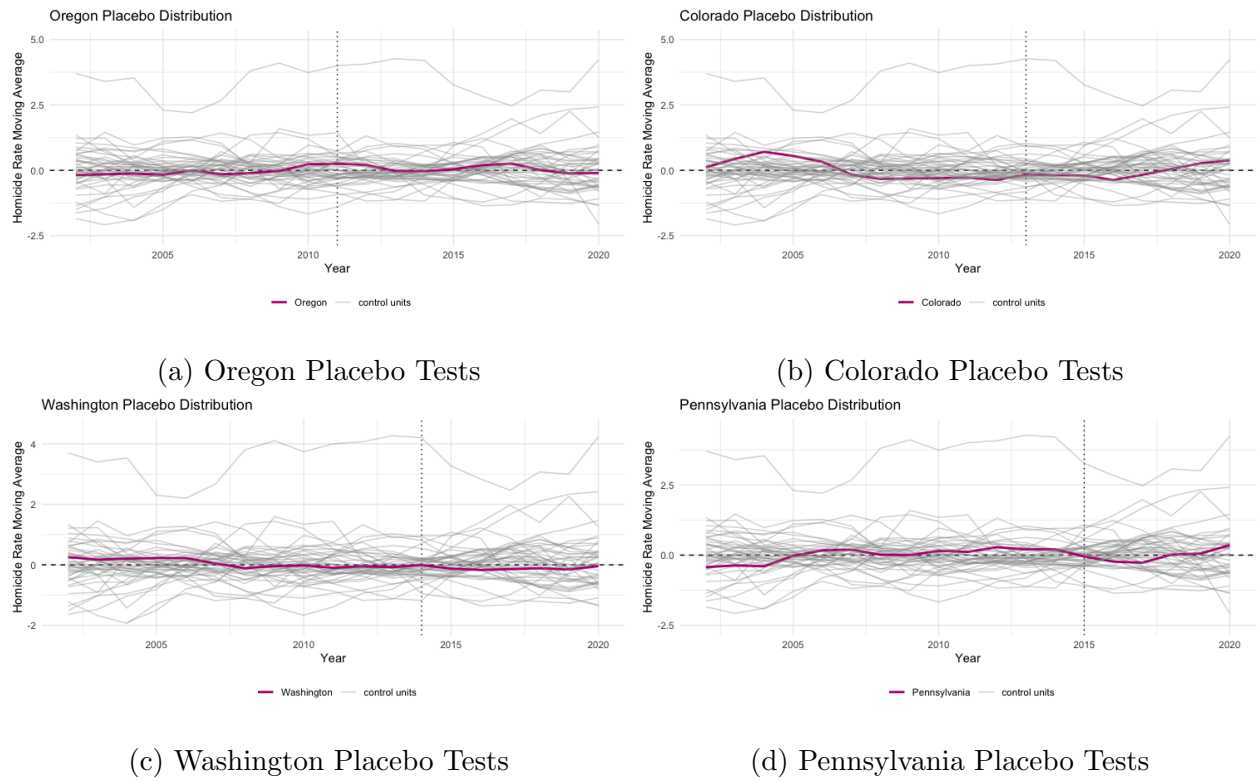 Oregon Placebo Distribution
Homicide Rate Moving Average
5.0
2.5
0.0
-2.5
2005
2010
2015
2020
Year
Oregon
control units
(a) Oregon Placebo Tests
Colorado Placebo Distribution
Homicide Rate Moving Average
5.0
2.5
0.0
-2.5
2005
2010
2015
2020
Year
Colorado
control units
(b) Colorado Placebo Tests
Washington Placebo Distribution
Homicide Rate Moving Average
4
2
0
-2
2005
2010
2015
2020
Year
Washington
control units
(c) Washington Placebo Tests
Pennsylvania Placebo Distribution
Homicide Rate Moving Average
2.5
0.0
-2.5
2005
2010
2015
2020
Year
Pennsylvania
control units
(d) Pennsylvania Placebo Tests